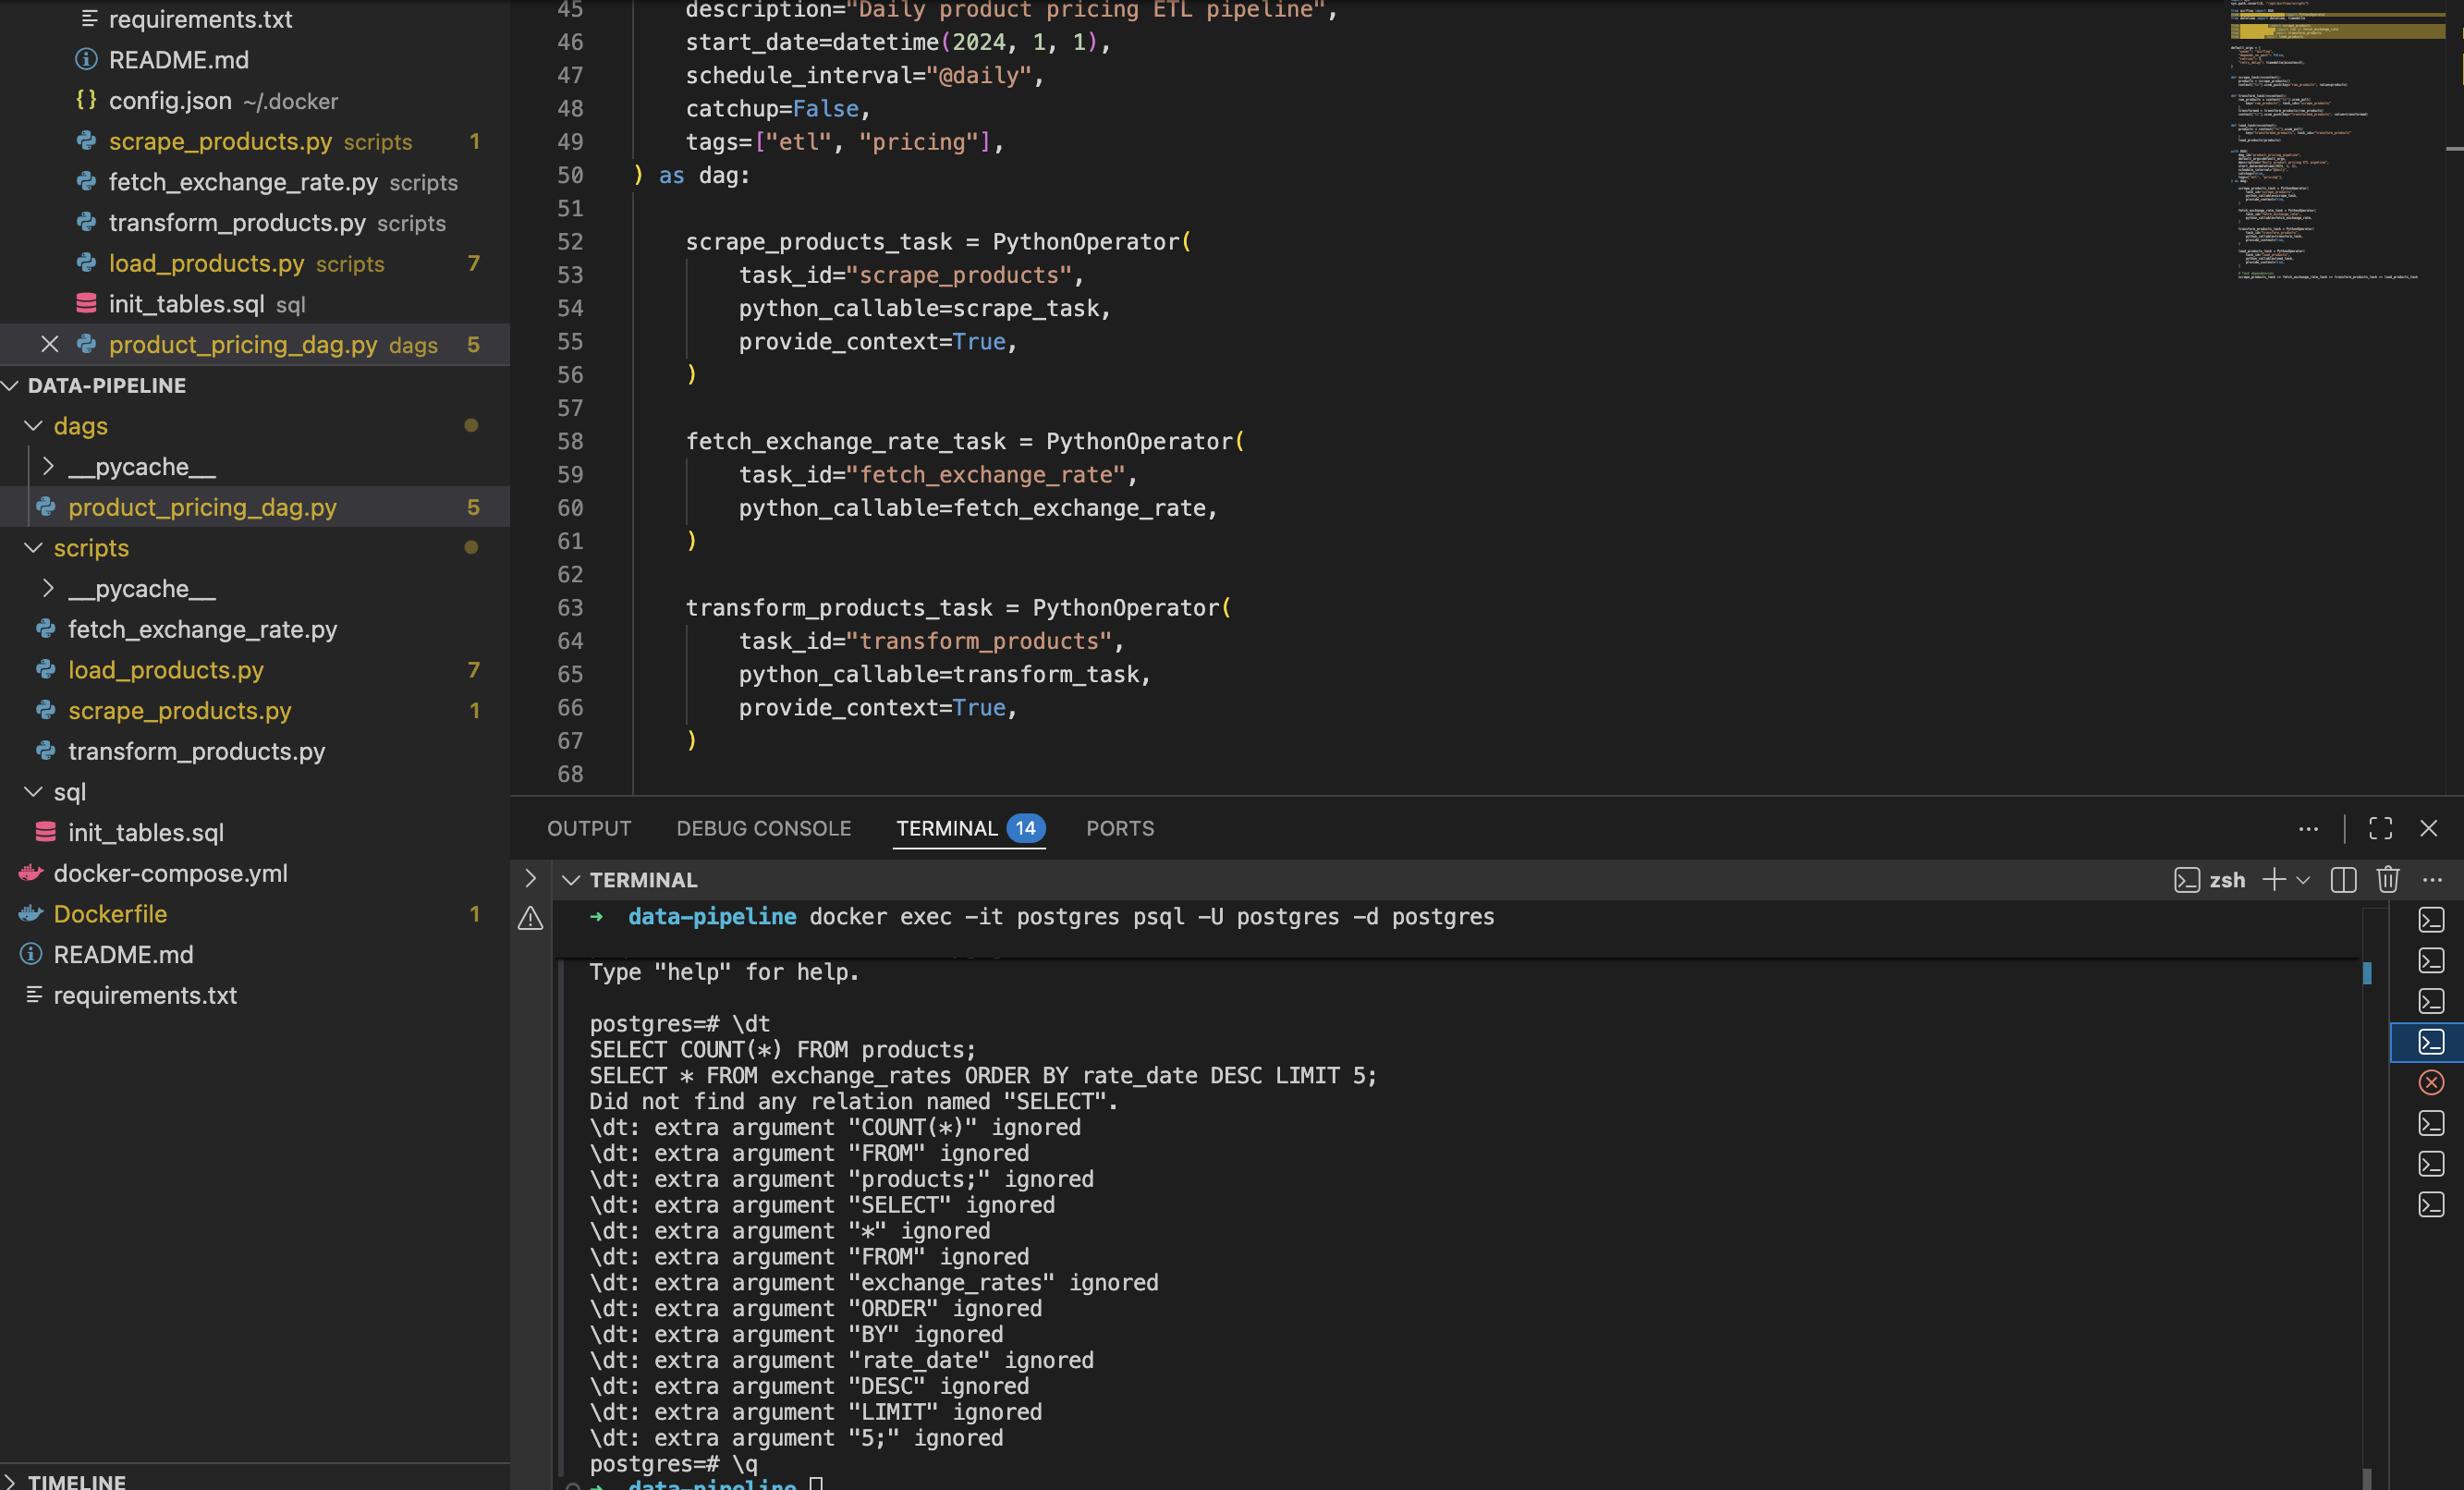 requirements.txt
README.md
{} config.json ~/.docker
scrape_products.py scripts 1
fetch_exchange_rate.py scripts
transform_products.py scripts
load_products.py scripts 7
init_tables.sql sql
product_pricing_dag.py dags 5
DATA-PIPELINE
dags
__pycache__
product_pricing_dag.py 5
scripts
__pycache__
fetch_exchange_rate.py
load_products.py 7
scrape_products.py 1
transform_products.py
sql
init_tables.sql
docker-compose.yml
Dockerfile 1
README.md
requirements.txt
TIMELINE
45 description="Daily product pricing ETL pipeline",
46 start_date=datetime(2024, 1, 1),
47 schedule_interval="@daily",
48 catchup=False,
49 tags=["etl", "pricing"],
50 ) as dag:
51
52 scrape_products_task = PythonOperator(
53 task_id="scrape_products",
54 python_callable=scrape_task,
55 provide_context=True,
56 )
57
58 fetch_exchange_rate_task = PythonOperator(
59 task_id="fetch_exchange_rate",
60 python_callable=fetch_exchange_rate,
61 )
62
63 transform_products_task = PythonOperator(
64 task_id="transform_products",
65 python_callable=transform_task,
66 provide_context=True,
67 )
68
OUTPUT DEBUG CONSOLE TERMINAL 14 PORTS
TERMINAL zsh
→ data-pipeline docker exec -it postgres psql -U postgres -d postgres
Type "help" for help.
postgres=# \dt
SELECT COUNT(*) FROM products;
SELECT * FROM exchange_rates ORDER BY rate_date DESC LIMIT 5;
Did not find any relation named "SELECT".
\dt: extra argument "COUNT(*)" ignored
\dt: extra argument "FROM" ignored
\dt: extra argument "products;" ignored
\dt: extra argument "SELECT" ignored
\dt: extra argument "*" ignored
\dt: extra argument "FROM" ignored
\dt: extra argument "exchange_rates" ignored
\dt: extra argument "ORDER" ignored
\dt: extra argument "BY" ignored
\dt: extra argument "rate_date" ignored
\dt: extra argument "DESC" ignored
\dt: extra argument "LIMIT" ignored
\dt: extra argument "5;" ignored
postgres=# \q
→ data-pipeline